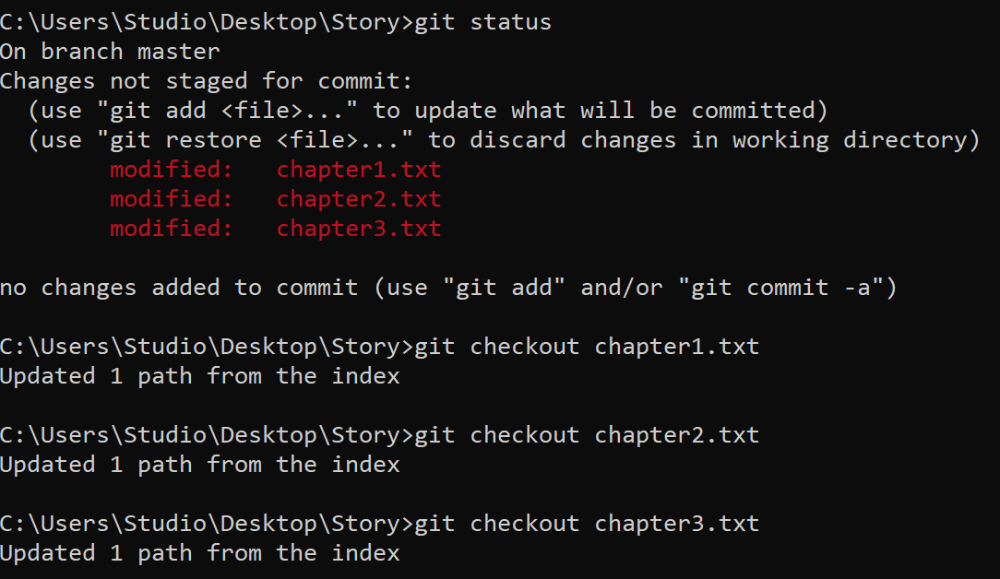 C:\Users\Studio\Desktop\Story>git status
On branch master
Changes not staged for commit:
  (use "git add <file>..." to update what will be committed)
  (use "git restore <file>..." to discard changes in working directory)
        modified:   chapter1.txt
        modified:   chapter2.txt
        modified:   chapter3.txt

no changes added to commit (use "git add" and/or "git commit -a")

C:\Users\Studio\Desktop\Story>git checkout chapter1.txt
Updated 1 path from the index

C:\Users\Studio\Desktop\Story>git checkout chapter2.txt
Updated 1 path from the index

C:\Users\Studio\Desktop\Story>git checkout chapter3.txt
Updated 1 path from the index